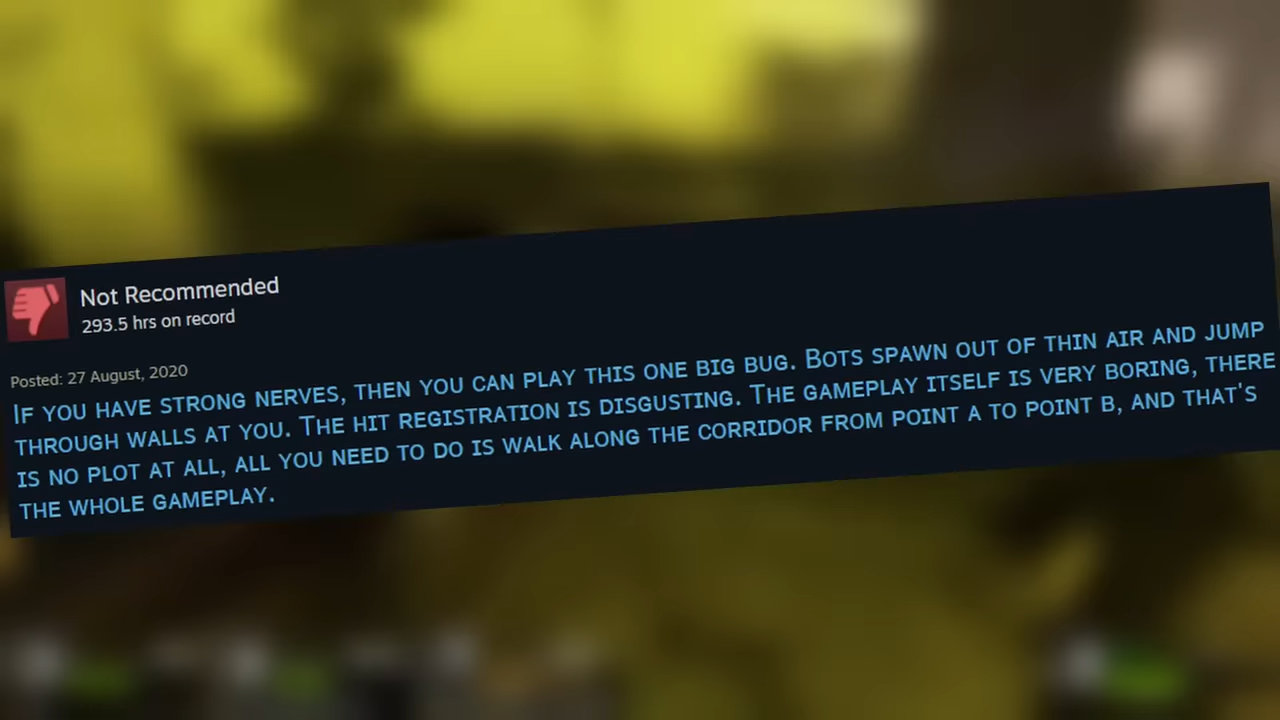 Not Recommended
293.5 hrs on record
Posted: 27 August, 2020
If you have strong nerves, then you can play this one big bug. Bots spawn out of thin air and jump
through walls at you. The hit registration is disgusting. The gameplay itself is very boring, there
is no plot at all, all you need to do is walk along the corridor from point A to point B, and that's
the whole gameplay.